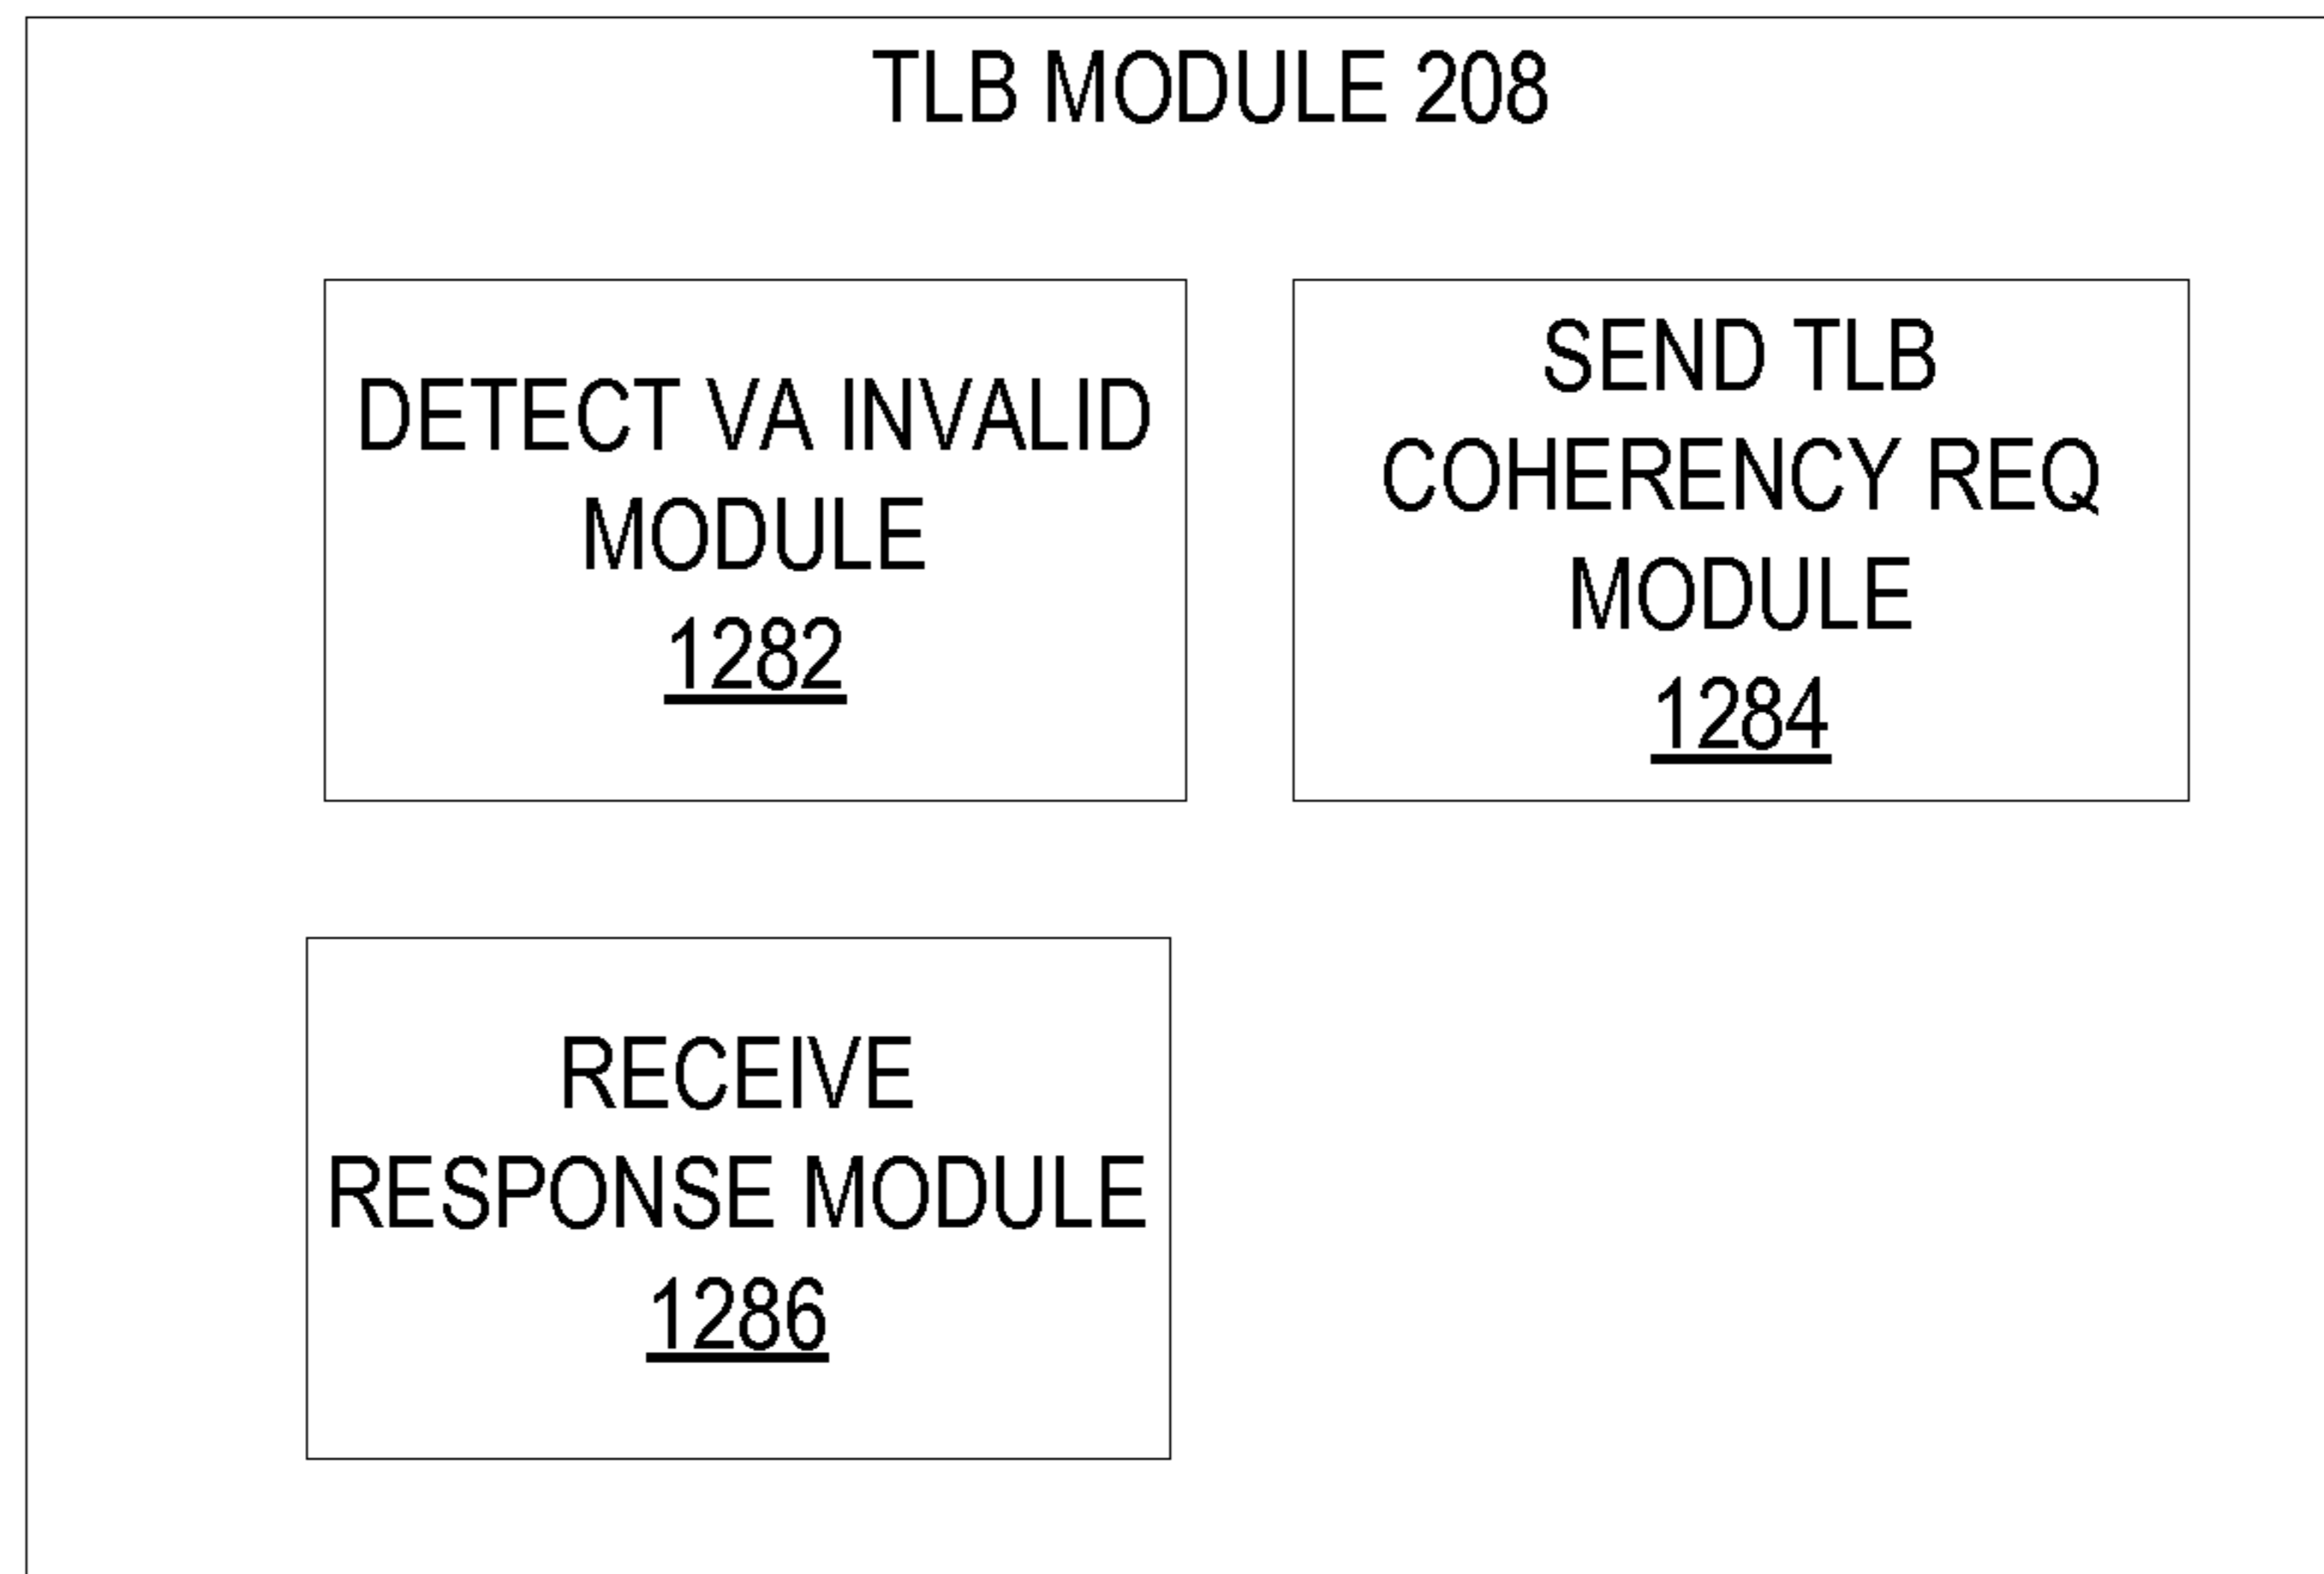 TLB MODULE 208
DETECT VA INVALID
MODULE
1282
SEND TLB
COHERENCY REQ
MODULE
1284
RECEIVE
RESPONSE MODULE
1286